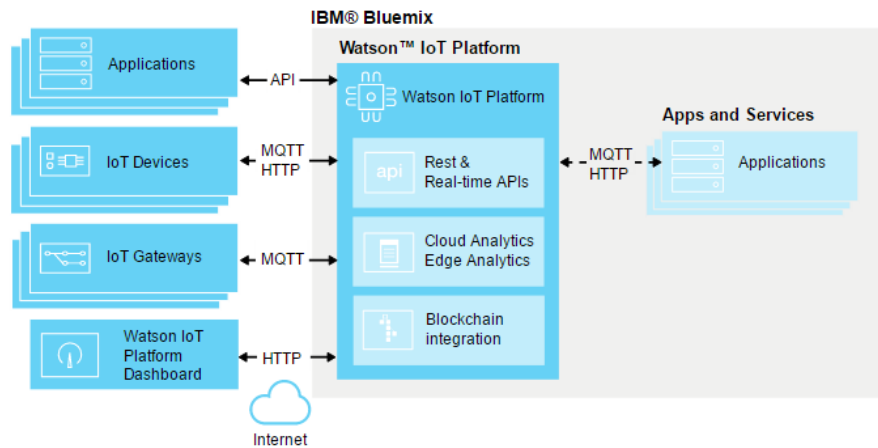 IBM® Bluemix
Watson™ IoT Platform
Applications
API
Watson IoT Platform
Apps and Services
IoT Devices
MQTT
HTTP
api
Rest &
Real-time APIs
MQTT
HTTP
Applications
IoT Gateways
MQTT
Cloud Analytics
Edge Analytics
Watson IoT
Platform
Dashboard
HTTP
Blockchain
integration
Internet